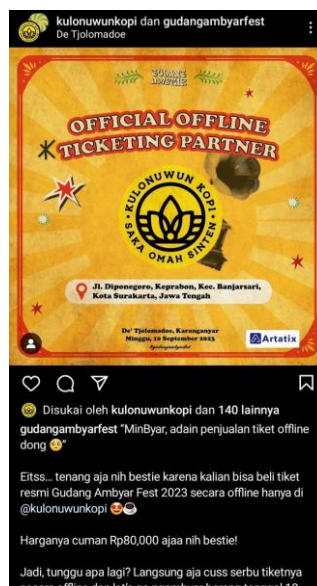 kulonuwunkopi dan gudangambyarfest
De Tjolomadoe
GUDANG
AMBYAR
OFFICIAL OFFLINE
TICKETING PARTNER
KULONUWUN KOPI
SAKA OMAH SINTEN
Jl. Diponegoro, Keprabon, Kec. Banjarsari,
Kota Surakarta, Jawa Tengah
De' Tjolomadoe, Karanganyar
Minggu, 10 September 2023
Artatix
Disukai oleh kulonuwunkopi dan 140 lainnya
gudangambyarfest “MinByar, adain penjualan tiket offline
dong 🥺”
Eitss... tenang aja nih bestie karena kalian bisa beli tiket
resmi Gudang Ambyar Fest 2023 secara offline hanya di
@kulonuwunkopi 🤩😎
Harganya cuman Rp80,000 ajaa nih bestie!
Jadi, tunggu apa lagi? Langsung aja cuss serbu tiketnya